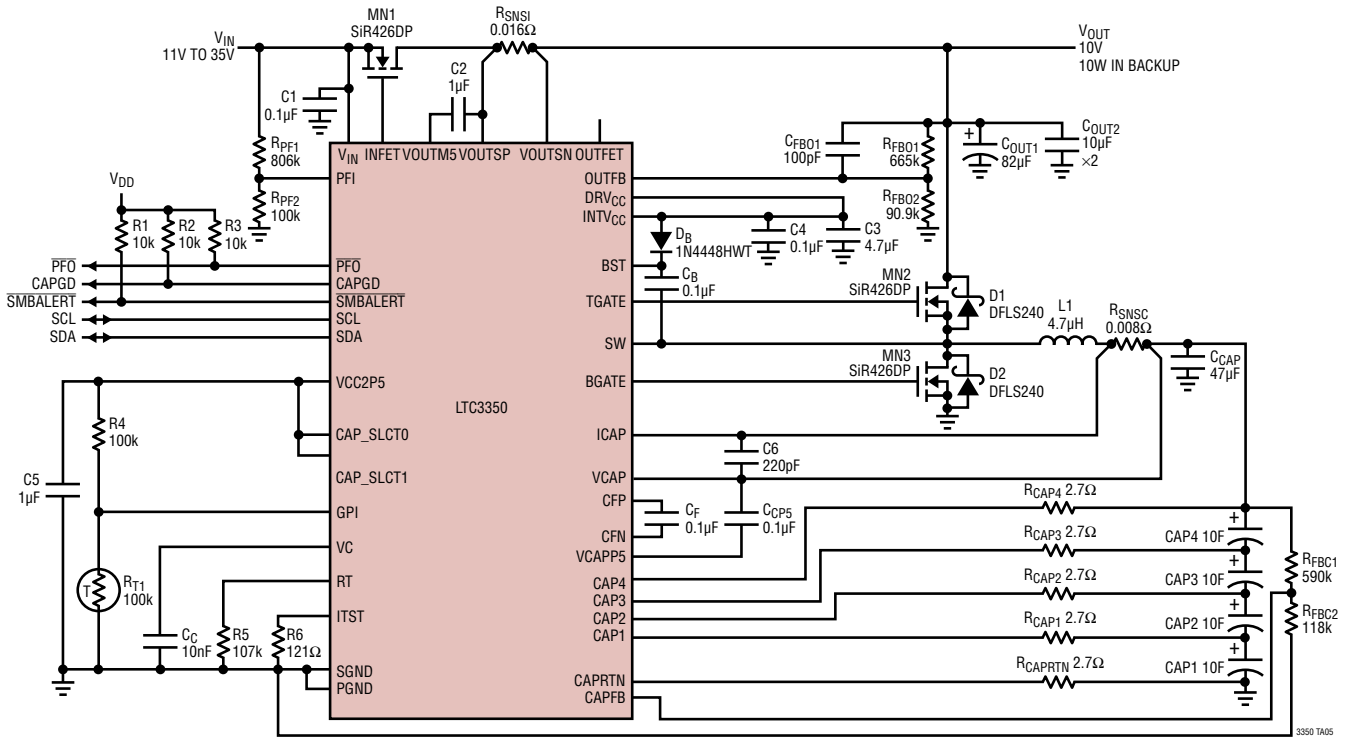 MN1
SiR426DP
RSNSI
0.016Ω
VIN
11V TO 35V
VOUT
10V
10W IN BACKUP
C1
0.1µF
C2
1µF
RPF1
806k
RPF2
100k
CFBO1
100pF
RFBO1
665k
COUT1
82µF
COUT2
10µF
×2
RFBO2
90.9k
+
VIN
INFET
VOUTM5
VOUTSP
VOUTSN
OUTFET
VDD
R1
10k
R2
10k
R3
10k
PFI
PFO
PFO
CAPGD
CAPGD
SMBALERT
SMBALERT
SCL
SCL
SDA
SDA
OUTFB
DRVCC
INTVCC
BST
TGATE
SW
BGATE
DB
1N4448HWT
C4
0.1µF
C3
4.7µF
CB
0.1µF
MN2
SiR426DP
D1
DFLS240
L1
4.7µH
RSNSC
0.008Ω
CCAP
47µF
MN3
SiR426DP
D2
DFLS240
VCC2P5
CAP_SLCT0
CAP_SLCT1
GPI
VC
RT
ITST
SGND
PGND
LTC3350
R4
100k
C5
1µF
T
RT1
100k
CC
10nF
R5
107k
R6
121Ω
ICAP
VCAP
CFP
CFN
VCAPP5
CAP4
CAP3
CAP2
CAP1
CAPRTN
CAPFB
C6
220pF
CF
0.1µF
CCP5
0.1µF
RCAP4 2.7Ω
RCAP3 2.7Ω
RCAP2 2.7Ω
RCAP1 2.7Ω
RCAPRTN 2.7Ω
+
CAP4 10F
+
CAP3 10F
+
CAP2 10F
+
CAP1 10F
RFBC1
590k
RFBC2
118k
3350 TA05